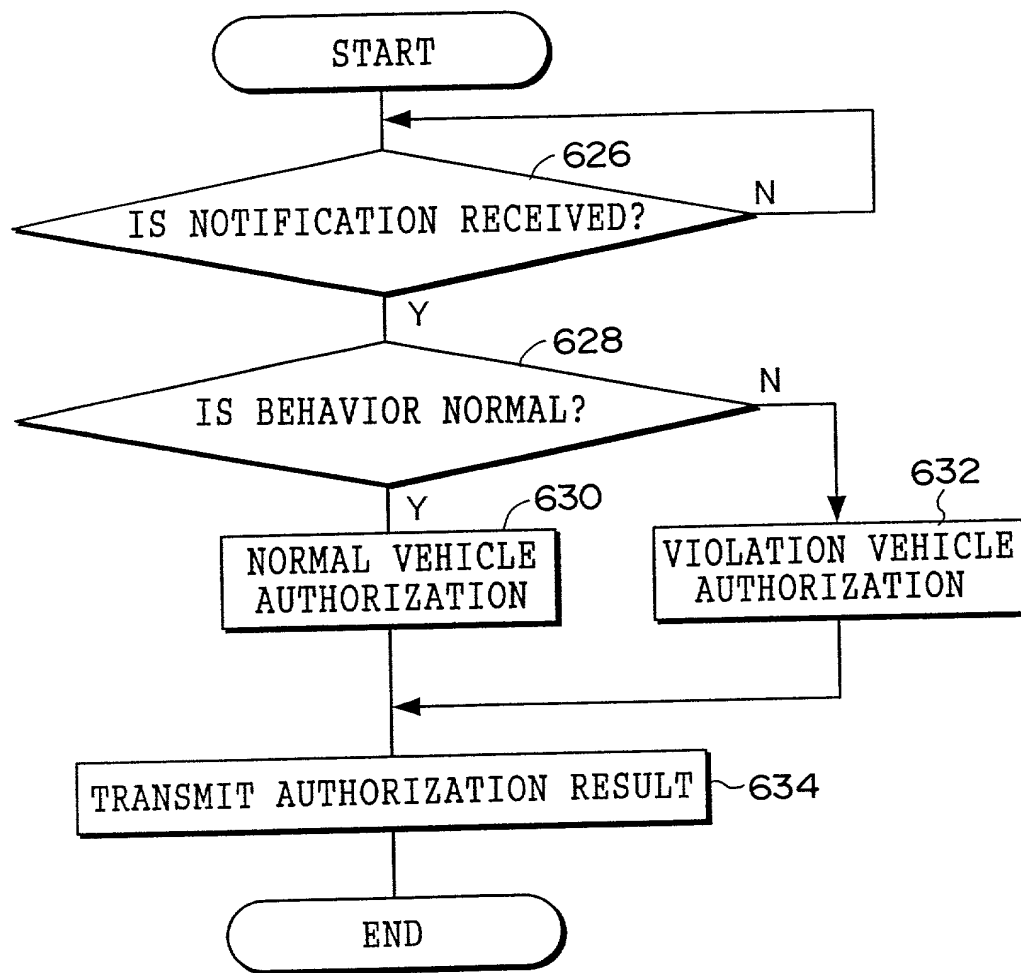 START
626
IS NOTIFICATION RECEIVED?
N
Y
628
IS BEHAVIOR NORMAL?
N
Y
630
NORMAL VEHICLE
AUTHORIZATION
632
VIOLATION VEHICLE
AUTHORIZATION
TRANSMIT AUTHORIZATION RESULT
634
END